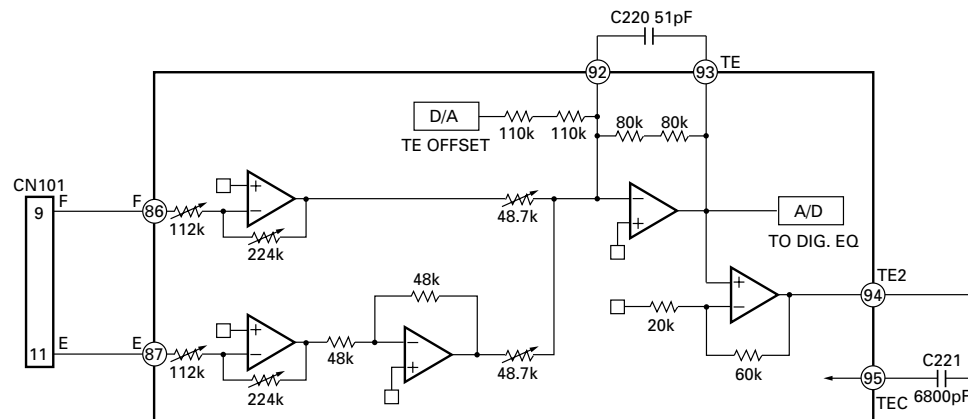 C220 51pF
92
93
TE
D/A
110k
110k
80k
80k
TE OFFSET
CN101
9
F
F
86
112k
+
−
224k
48.7k
−
+
A/D
TO DIG. EQ
48k
11
E
E
87
112k
+
−
224k
48k
−
+
48.7k
20k
+
−
60k
TE2
94
C221
95
6800pF
TEC